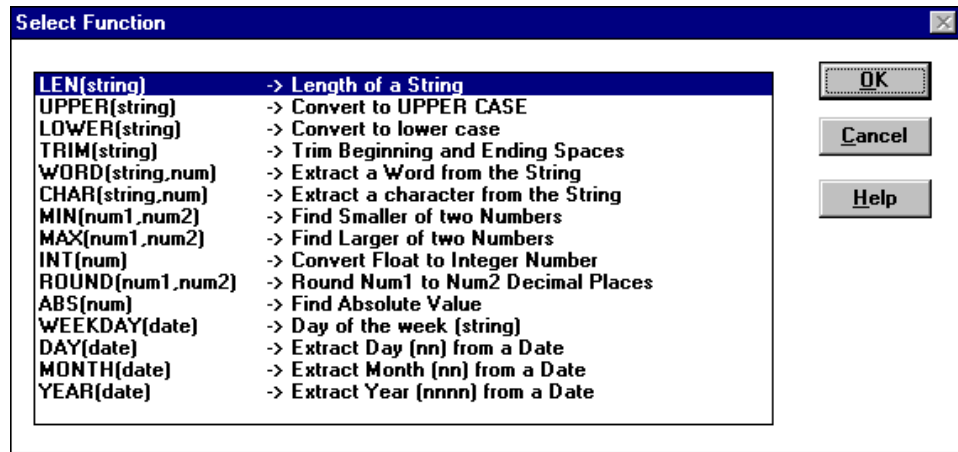 Select Function
LEN(string) -> Length of a String
UPPER(string) -> Convert to UPPER CASE
LOWER(string) -> Convert to lower case
TRIM(string) -> Trim Beginning and Ending Spaces
WORD(string,num) -> Extract a Word from the String
CHAR(string,num) -> Extract a character from the String
MIN(num1,num2) -> Find Smaller of two Numbers
MAX(num1,num2) -> Find Larger of two Numbers
INT(num) -> Convert Float to Integer Number
ROUND(num1,num2) -> Round Num1 to Num2 Decimal Places
ABS(num) -> Find Absolute Value
WEEKDAY(date) -> Day of the week (string)
DAY(date) -> Extract Day (nn) from a Date
MONTH(date) -> Extract Month (nn) from a Date
YEAR(date) -> Extract Year (nnnn) from a Date
OK
Cancel
Help